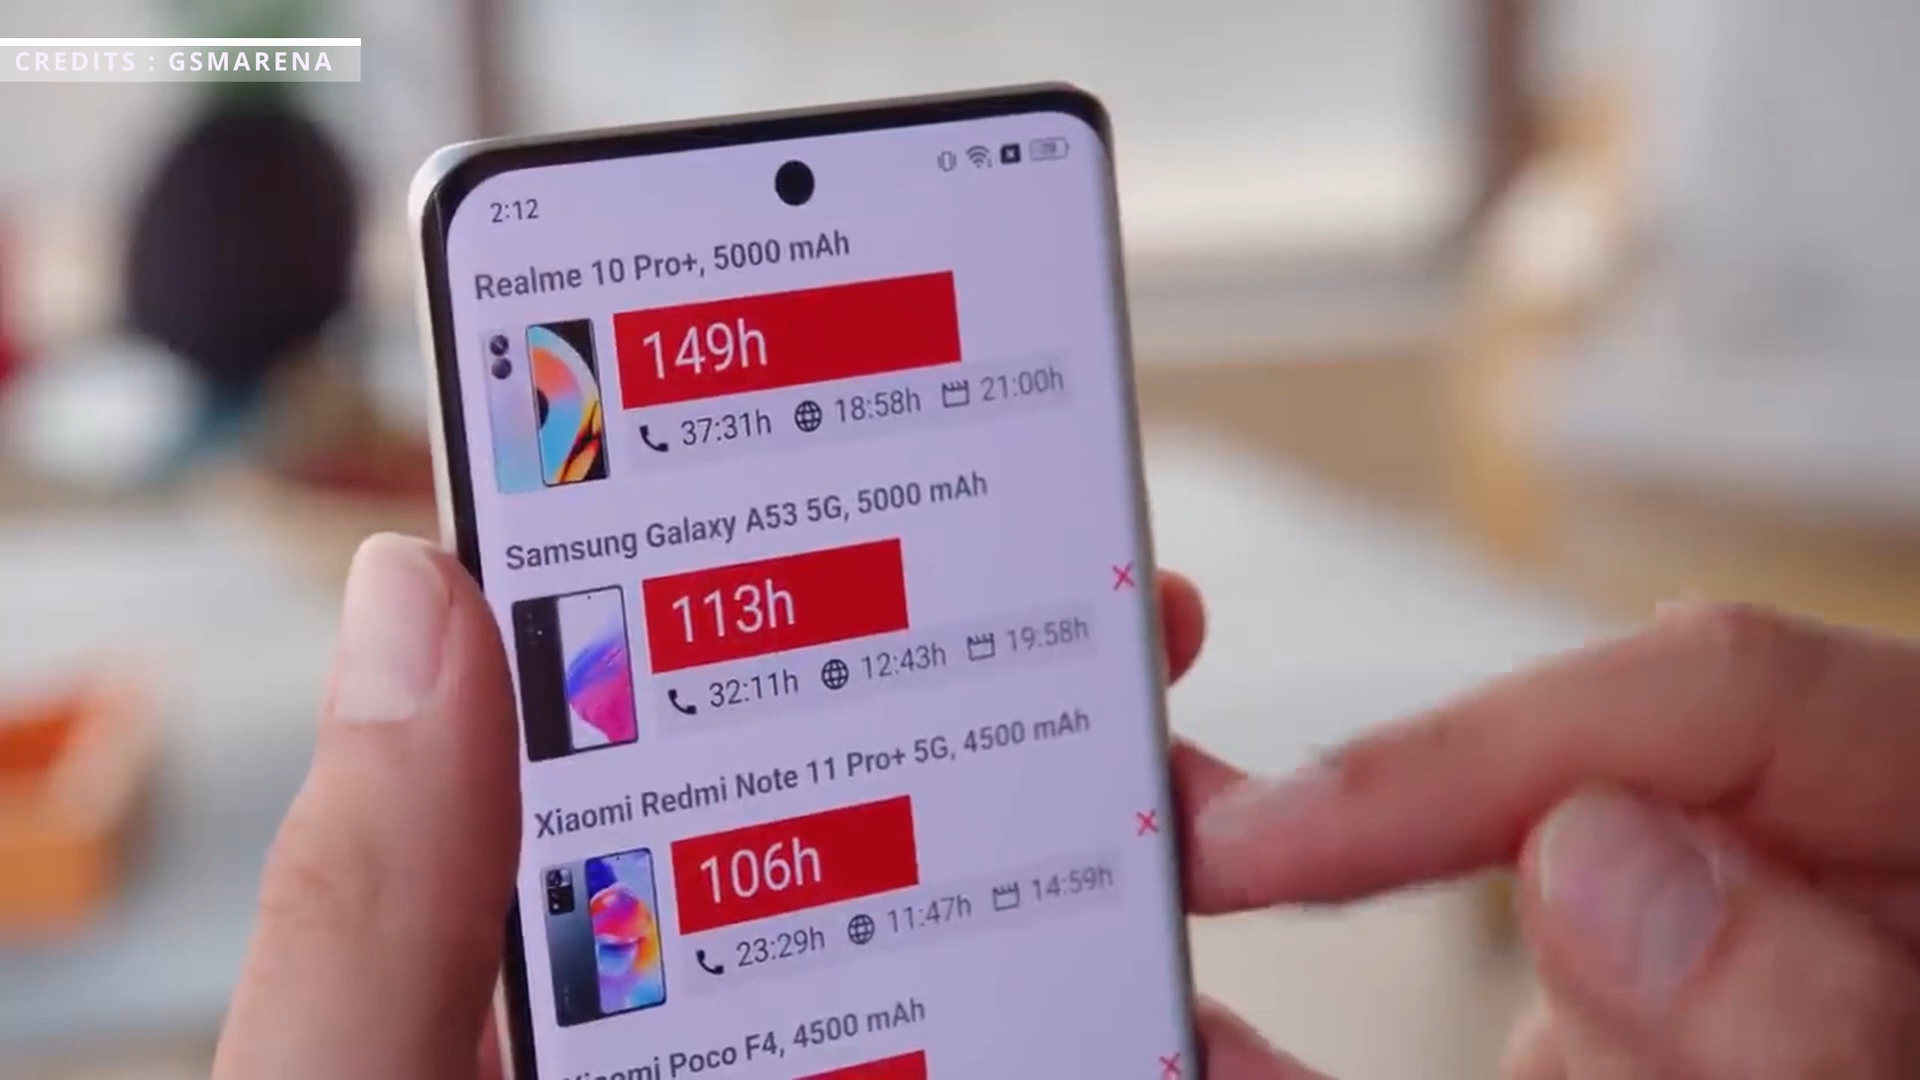 CREDITS : GSMARENA
2:12
Realme 10 Pro+, 5000 mAh
149h
37:31h 18:58h 21:00h
Samsung Galaxy A53 5G, 5000 mAh
113h
32:11h 12:43h 19:58h
Xiaomi Redmi Note 11 Pro+ 5G, 4500 mAh
106h
23:29h 11:47h 14:59h
Xiaomi Poco F4, 4500 mAh